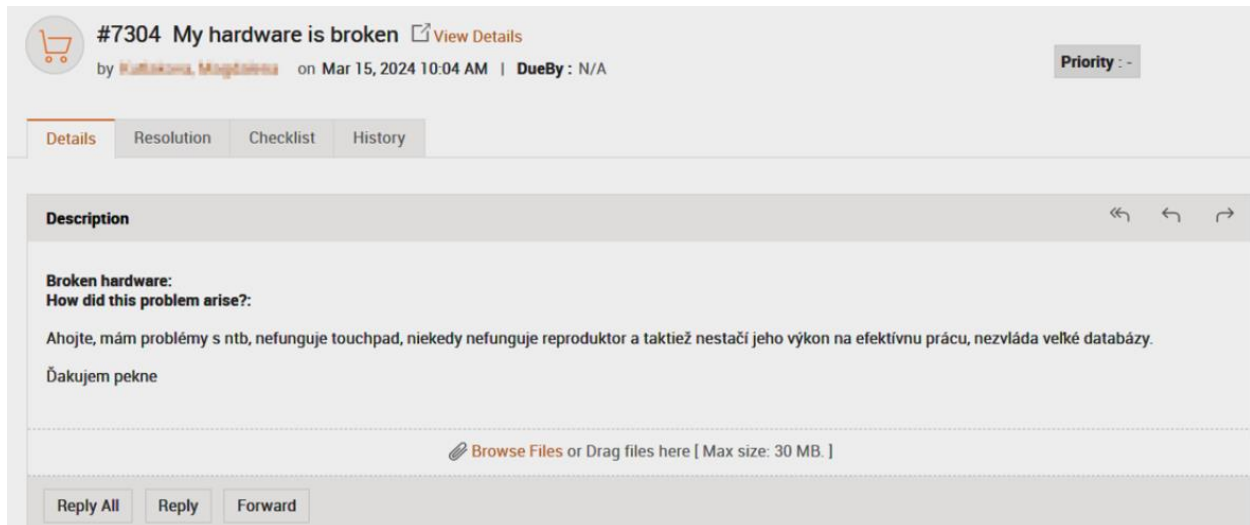 #7304 My hardware is broken View Details
by on Mar 15, 2024 10:04 AM | DueBy : N/A
Priority : -
Details Resolution Checklist History
Description
Broken hardware:
How did this problem arise?:
Ahojte, mám problémy s ntb, nefunguje touchpad, niekedy nefunguje reproduktor a taktiež nestačí jeho výkon na efektívnu prácu, nezvláda veľké databázy.
Ďakujem pekne
Browse Files or Drag files here [ Max size: 30 MB. ]
Reply All Reply Forward